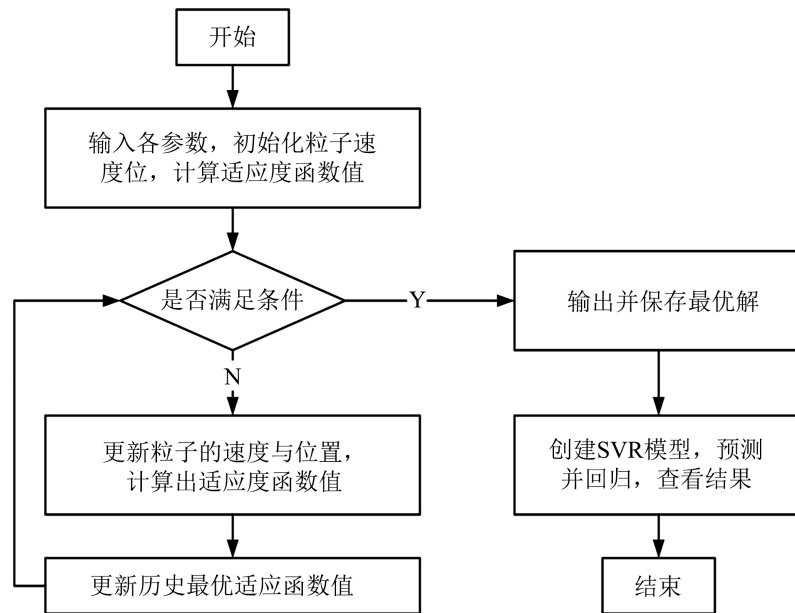 开始
输入各参数，初始化粒子速
度位，计算适应度函数值
是否满足条件
Y
输出并保存最优解
N
更新粒子的速度与位置，
计算出适应度函数值
创建SVR模型，预测
并回归，查看结果
更新历史最优适应函数值
结束